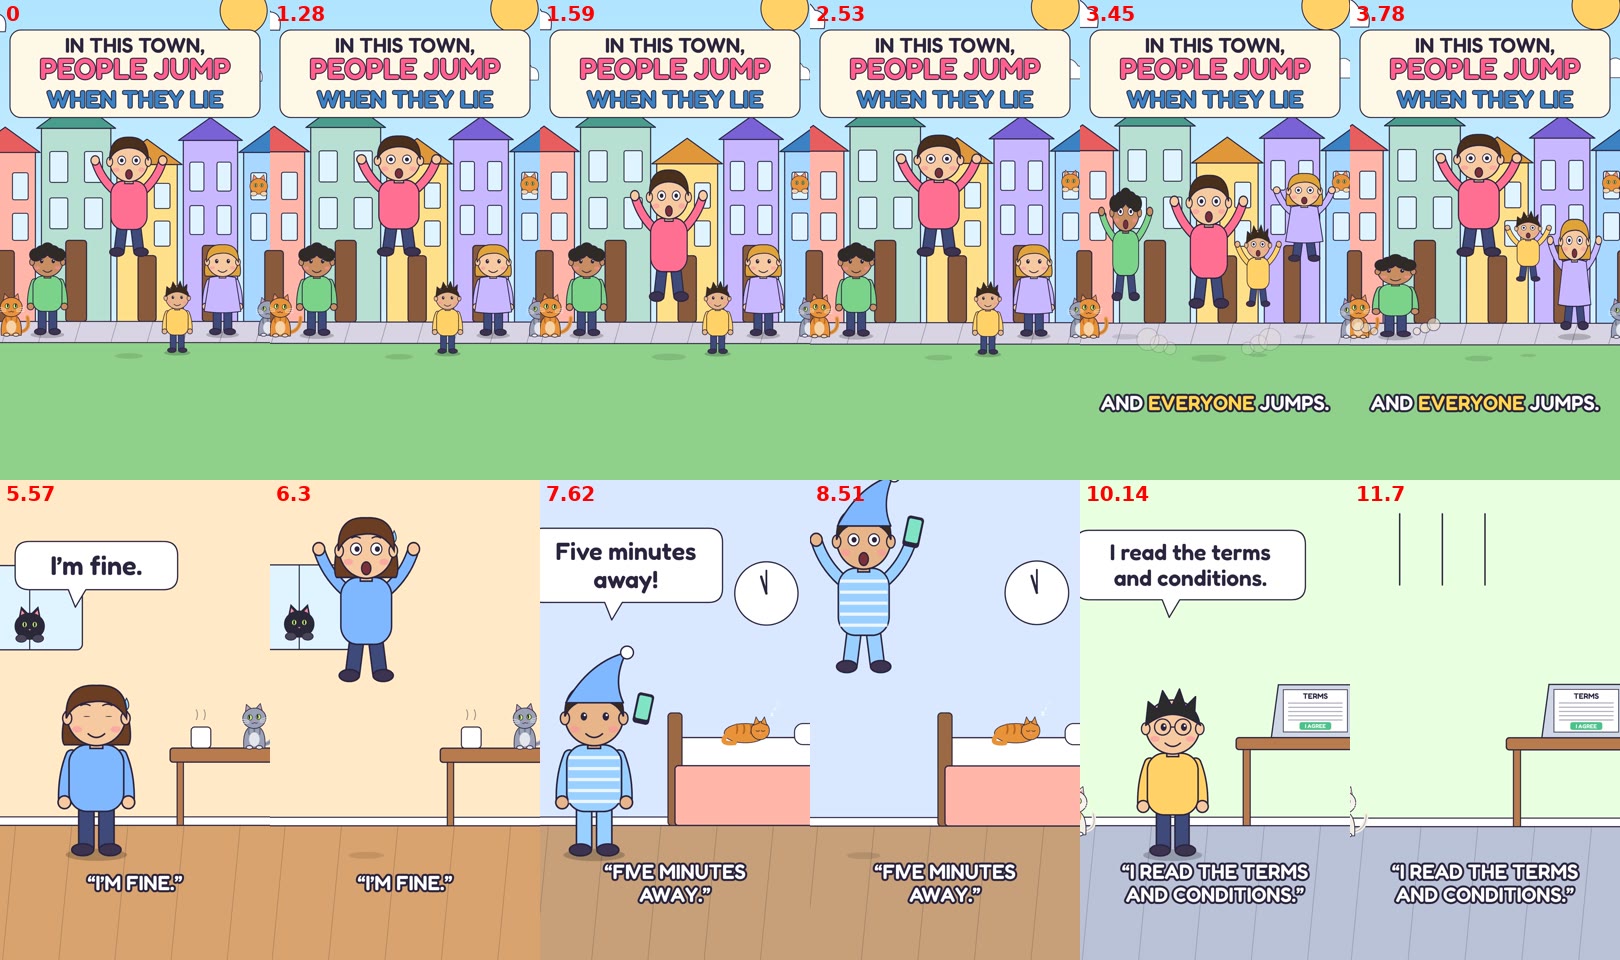 0
IN THIS TOWN,
PEOPLE JUMP
WHEN THEY LIE
1.28
IN THIS TOWN,
PEOPLE JUMP
WHEN THEY LIE
1.59
IN THIS TOWN,
PEOPLE JUMP
WHEN THEY LIE
2.53
IN THIS TOWN,
PEOPLE JUMP
WHEN THEY LIE
3.45
IN THIS TOWN,
PEOPLE JUMP
WHEN THEY LIE
AND EVERYONE JUMPS.
3.78
IN THIS TOWN,
PEOPLE JUMP
WHEN THEY LIE
AND EVERYONE JUMPS.
5.57
I'm fine.
“I'M FINE.”
6.3
“I'M FINE.”
7.62
Five minutes
away!
“FIVE MINUTES
AWAY.”
8.51
“FIVE MINUTES
AWAY.”
10.14
I read the terms
and conditions.
TERMS
I AGREE
“I READ THE TERMS
AND CONDITIONS.”
11.7
TERMS
I AGREE
“I READ THE TERMS
AND CONDITIONS.”